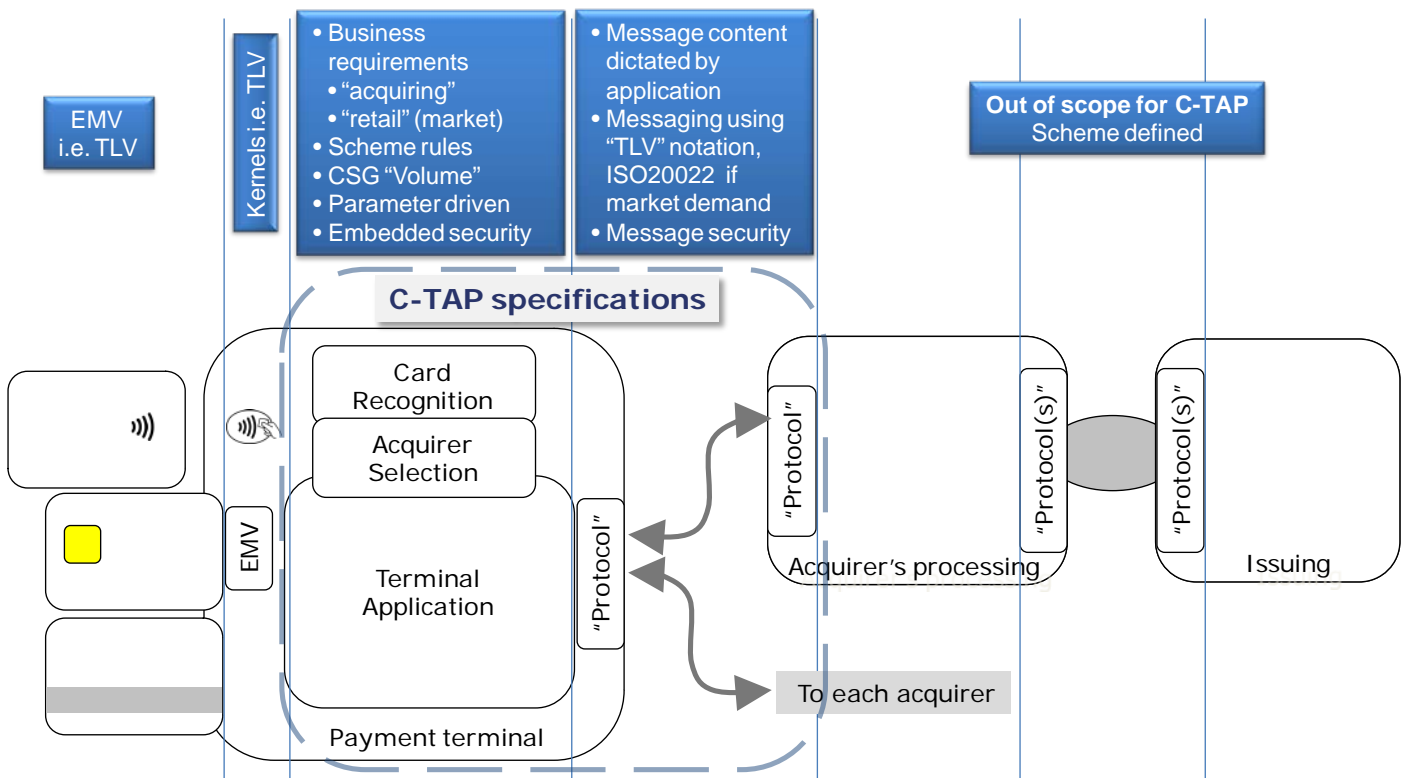 EMV
i.e. TLV
Kernels i.e. TLV
• Business
requirements
• “acquiring”
• “retail” (market)
• Scheme rules
• CSG “Volume”
• Parameter driven
• Embedded security
• Message content
dictated by
application
• Messaging using
“TLV” notation,
ISO20022 if
market demand
• Message security
Out of scope for C-TAP
Scheme defined
C-TAP specifications
Card
Recognition
Acquirer
Selection
Terminal
Application
EMV
“Protocol”
Payment terminal
“Protocol”
Acquirer’s processing
“Protocol(s)”
“Protocol(s)”
Issuing
To each acquirer